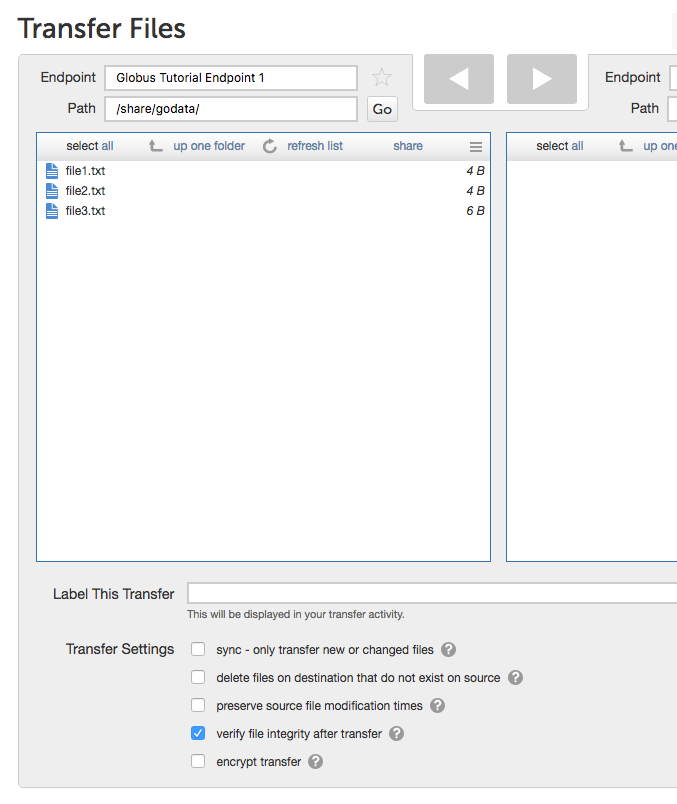 Transfer Files
Endpoint Globus Tutorial Endpoint 1
Path /share/godata/ Go
select all up one folder refresh list share
file1.txt 4 B
file2.txt 4 B
file3.txt 6 B
Endpoint
Path
select all up one
Label This Transfer
This will be displayed in your transfer activity.
Transfer Settings
sync - only transfer new or changed files ?
delete files on destination that do not exist on source ?
preserve source file modification times ?
verify file integrity after transfer ?
encrypt transfer ?